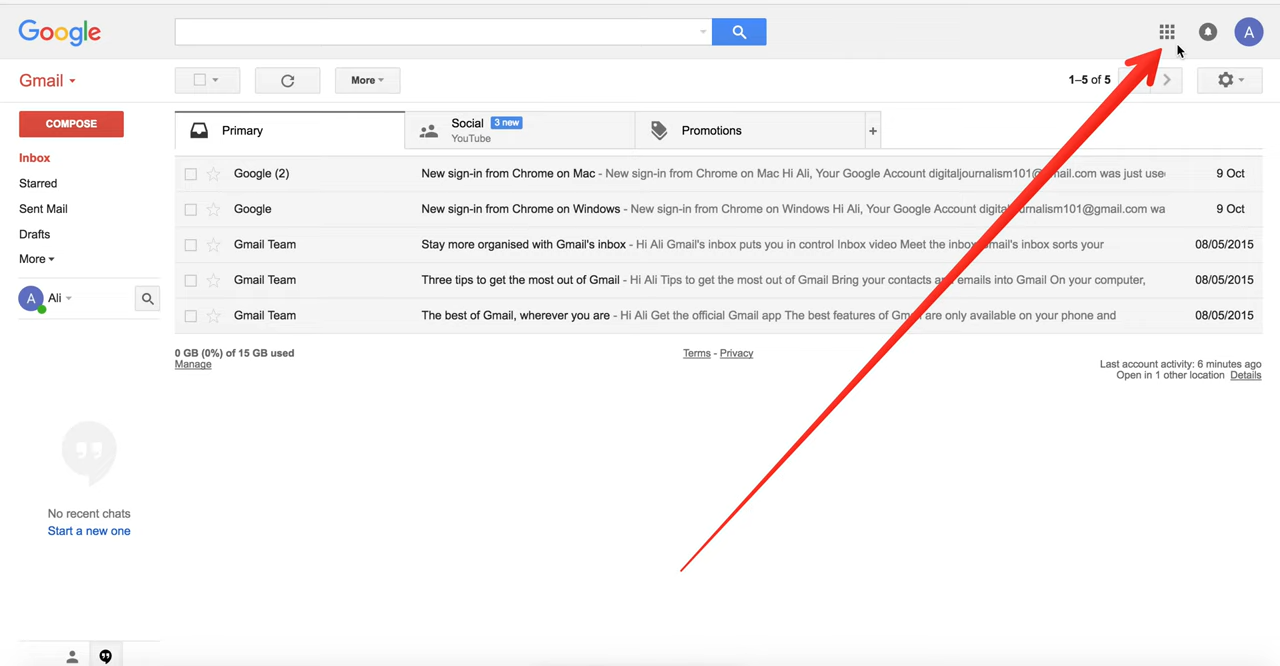 Google
A
Gmail
More
1–5 of 5
COMPOSE
Inbox
Starred
Sent Mail
Drafts
More
A Ali
Primary
Social 3 new
YouTube
Promotions
+
Google (2) New sign-in from Chrome on Mac - New sign-in from Chrome on Mac Hi Ali, Your Google Account digitaljournalism101@gmail.com was just use 9 Oct
Google New sign-in from Chrome on Windows - New sign-in from Chrome on Windows Hi Ali, Your Google Account digitaljournalism101@gmail.com wa 9 Oct
Gmail Team Stay more organised with Gmail's inbox - Hi Ali Gmail's inbox puts you in control Inbox video Meet the inbox Gmail's inbox sorts your 08/05/2015
Gmail Team Three tips to get the most out of Gmail - Hi Ali Tips to get the most out of Gmail Bring your contacts and emails into Gmail On your computer, 08/05/2015
Gmail Team The best of Gmail, wherever you are - Hi Ali Get the official Gmail app The best features of Gmail are only available on your phone and 08/05/2015
0 GB (0%) of 15 GB used
Manage
Terms - Privacy
Last account activity: 6 minutes ago
Open in 1 other location Details
No recent chats
Start a new one